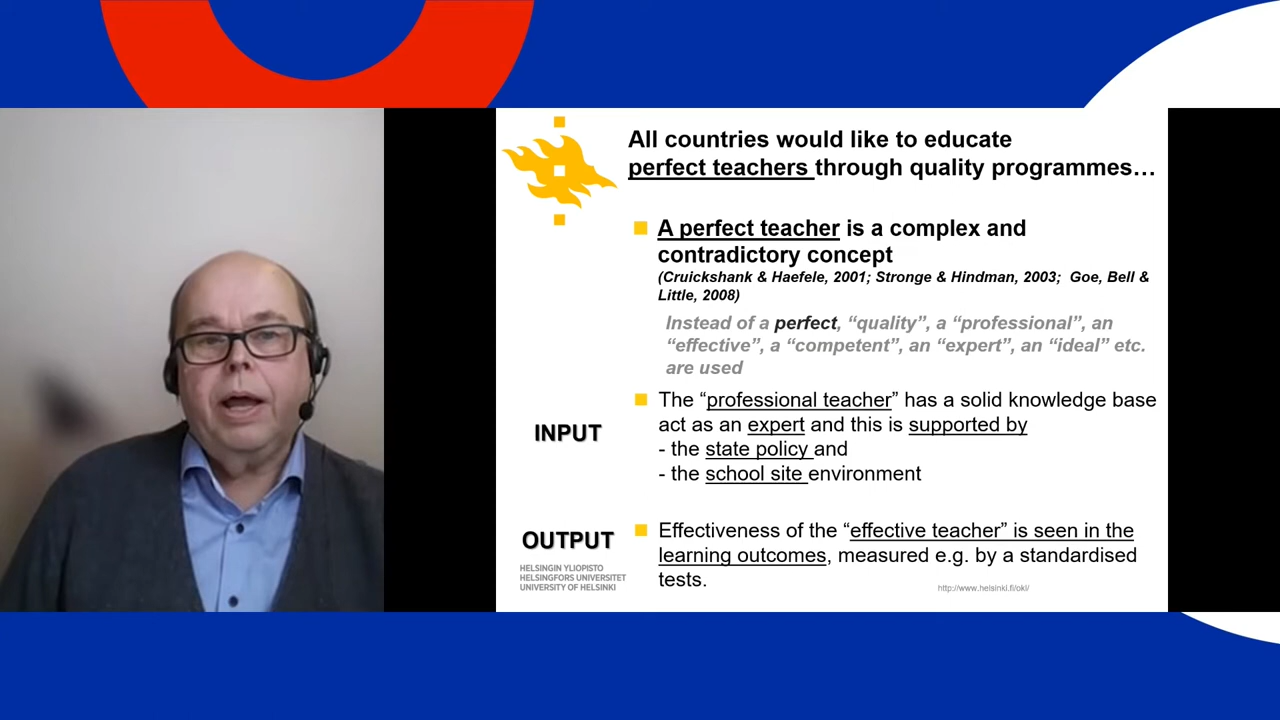 All countries would like to educate
perfect teachers through quality programmes…
A perfect teacher is a complex and
contradictory concept
(Cruickshank & Haefele, 2001; Stronge & Hindman, 2003; Goe, Bell &
Little, 2008)
Instead of a perfect, “quality”, a “professional”, an
“effective”, a “competent”, an “expert”, an “ideal” etc.
are used
INPUT
The “professional teacher” has a solid knowledge base
act as an expert and this is supported by
- the state policy and
- the school site environment
OUTPUT
Effectiveness of the “effective teacher” is seen in the
learning outcomes, measured e.g. by a standardised
tests.
HELSINGIN YLIOPISTO
HELSINGFORS UNIVERSITET
UNIVERSITY OF HELSINKI
http://www.helsinki.fi/okl/